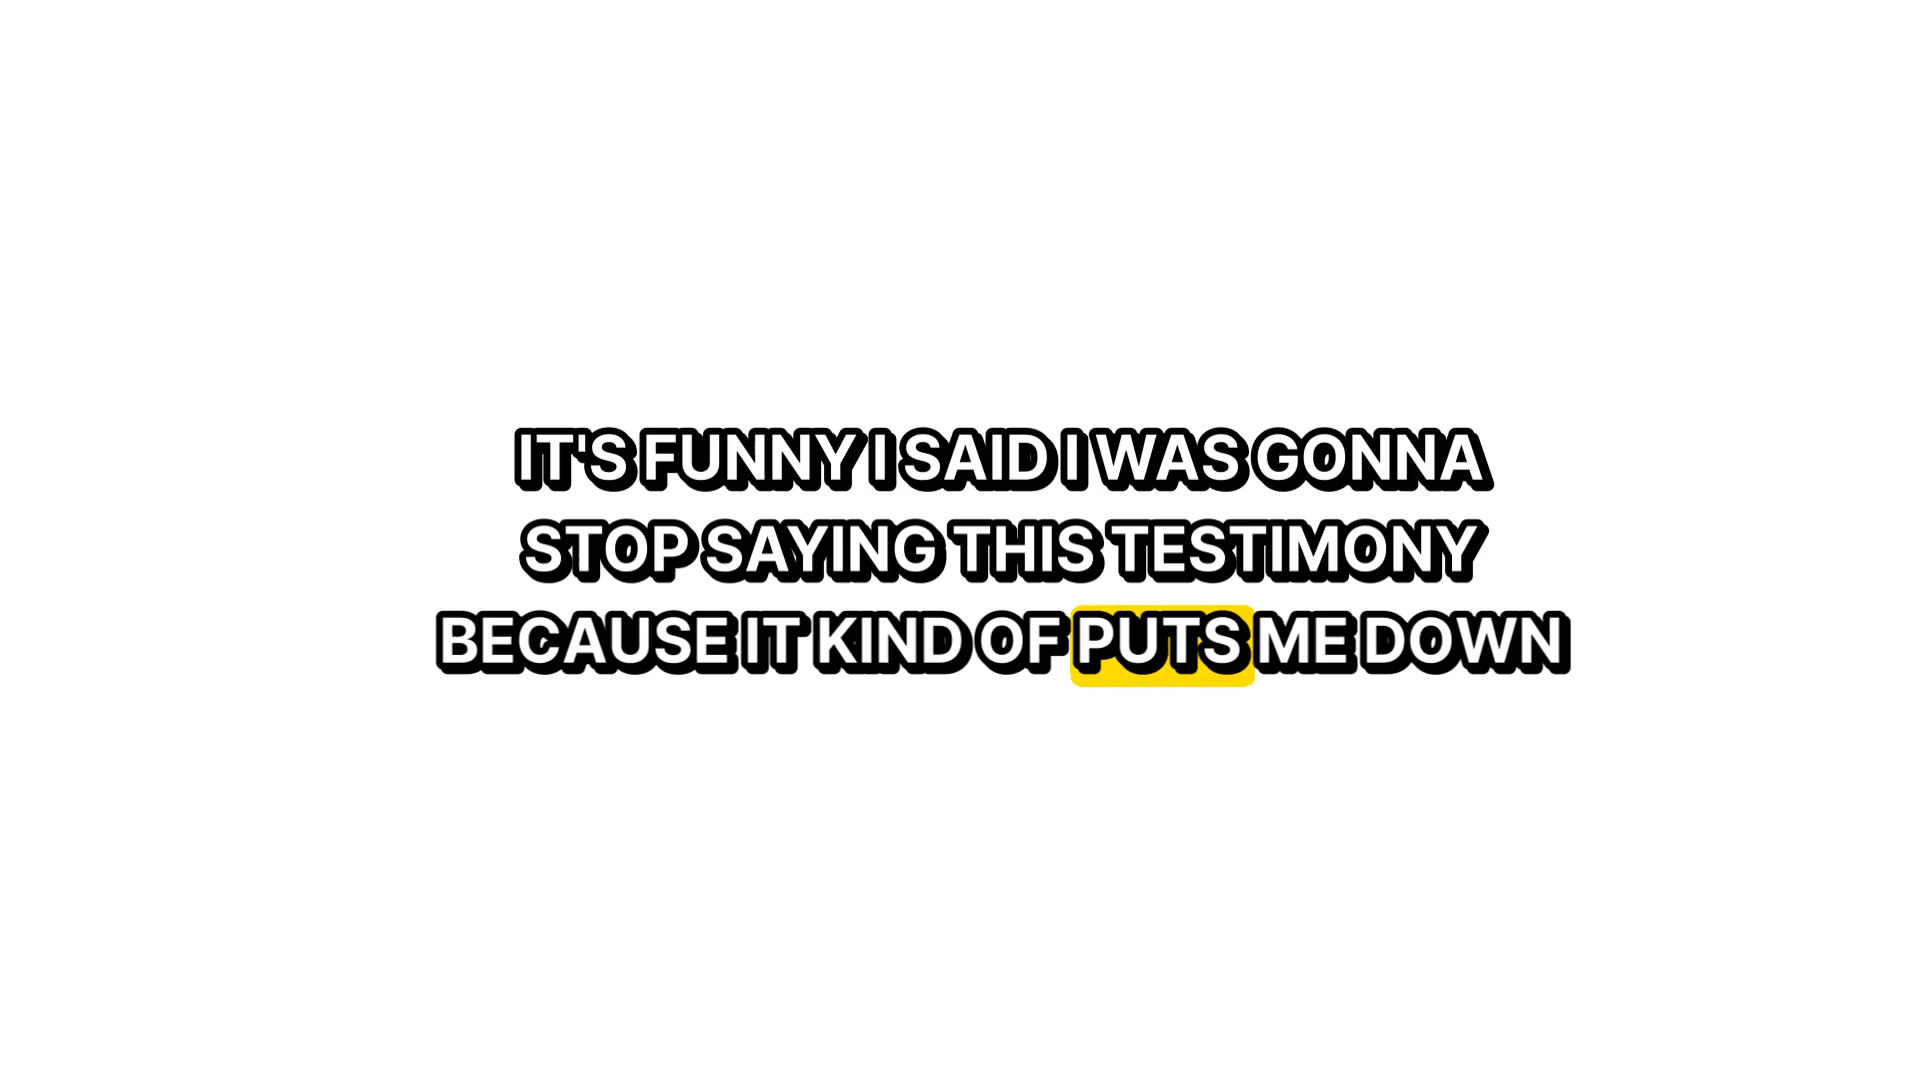 IT'S FUNNY I SAID I WAS GONNA
STOP SAYING THIS TESTIMONY
BECAUSE IT KIND OF PUTS ME DOWN